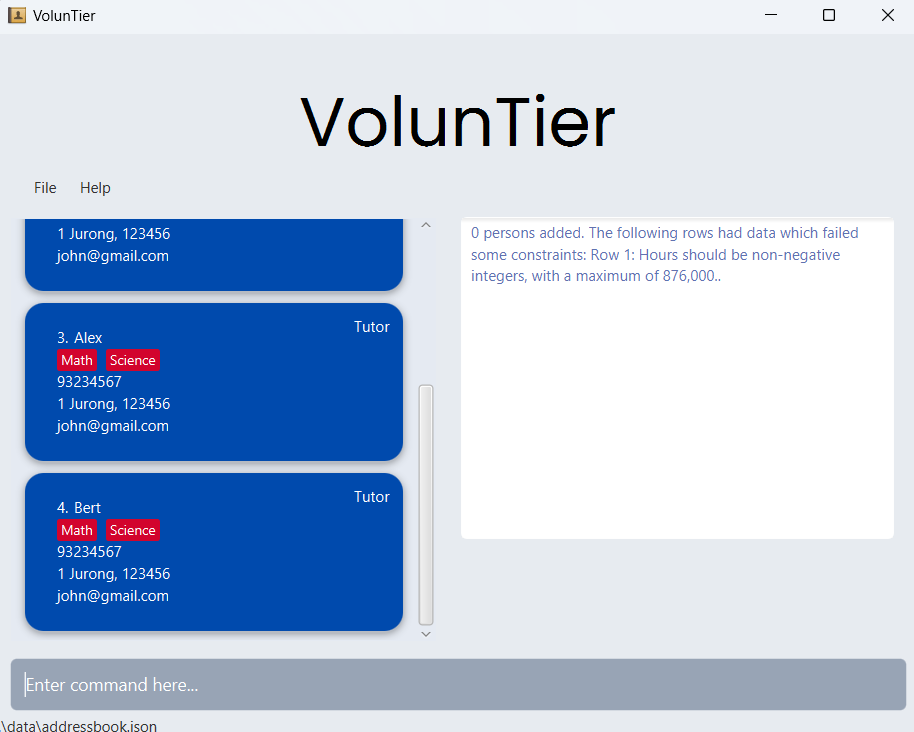 VolunTier
VolunTier
File Help
1 Jurong, 123456
john@gmail.com
Tutor
3. Alex
Math Science
93234567
1 Jurong, 123456
john@gmail.com
Tutor
4. Bert
Math Science
93234567
1 Jurong, 123456
john@gmail.com
0 persons added. The following rows had data which failed
some constraints: Row 1: Hours should be non-negative
integers, with a maximum of 876,000..
Enter command here...
.\data\addressbook.json